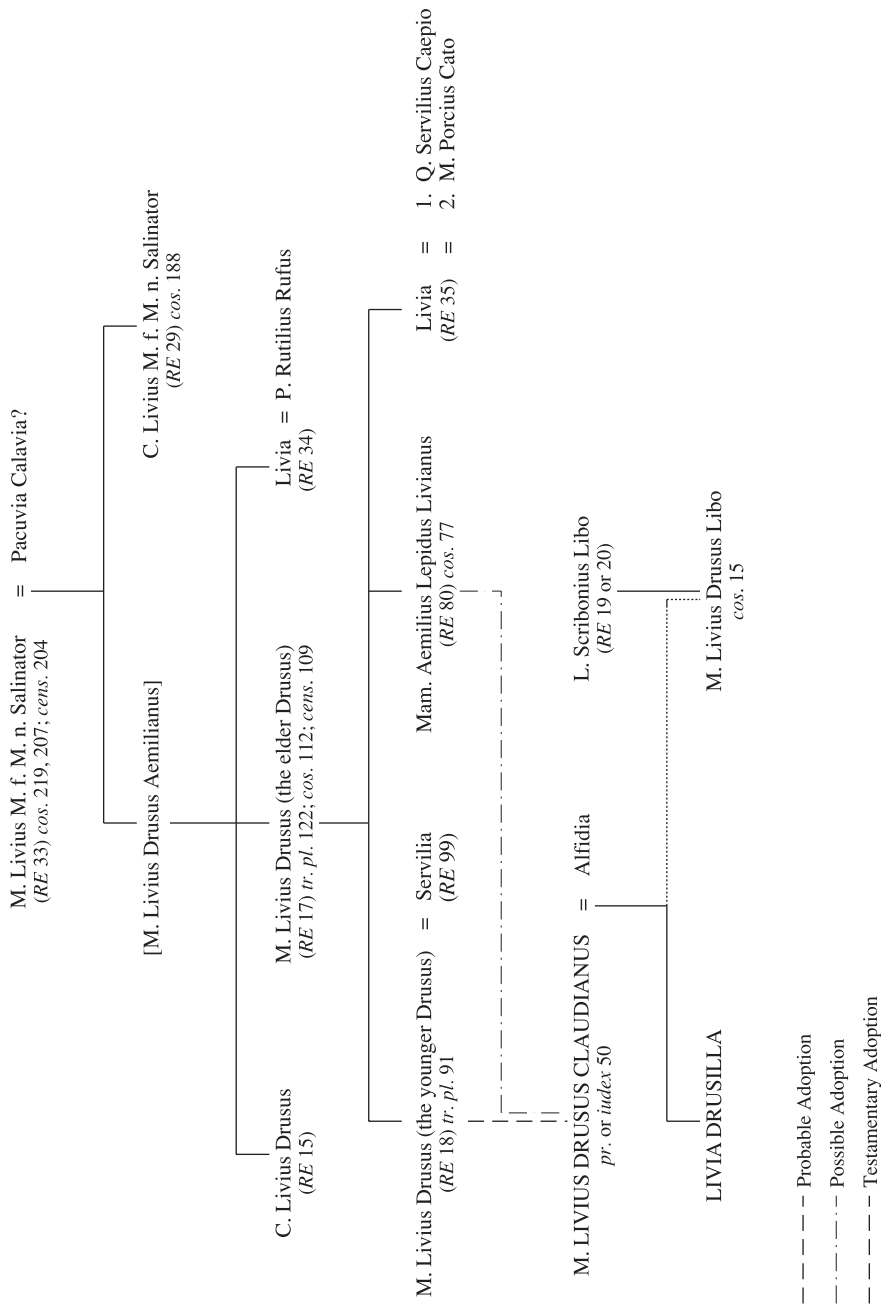 M. Livius M. f. M. n. Salinator = Pacuvia Calavia?
(RE 33) cos. 219, 207; cens. 204
[M. Livius Drusus Aemilianus]
C. Livius M. f. M. n. Salinator
(RE 29) cos. 188
C. Livius Drusus
(RE 15)
M. Livius Drusus (the elder Drusus)
(RE 17) tr. pl. 122; cos. 112; cens. 109
Livia = P. Rutilius Rufus
(RE 34)
M. Livius Drusus (the younger Drusus) = Servilia
(RE 18) tr. pl. 91 (RE 99)
Mam. Aemilius Lepidus Livianus
(RE 80) cos. 77
Livia = 1. Q. Servilius Caepio
(RE 35) = 2. M. Porcius Cato
M. LIVIUS DRUSUS CLAUDIANUS = Alfidia
pr. or iudex 50
L. Scribonius Libo
(RE 19 or 20)
LIVIA DRUSILLA
M. Livius Drusus Libo
cos. 15
Probable Adoption
Possible Adoption
Testamentary Adoption